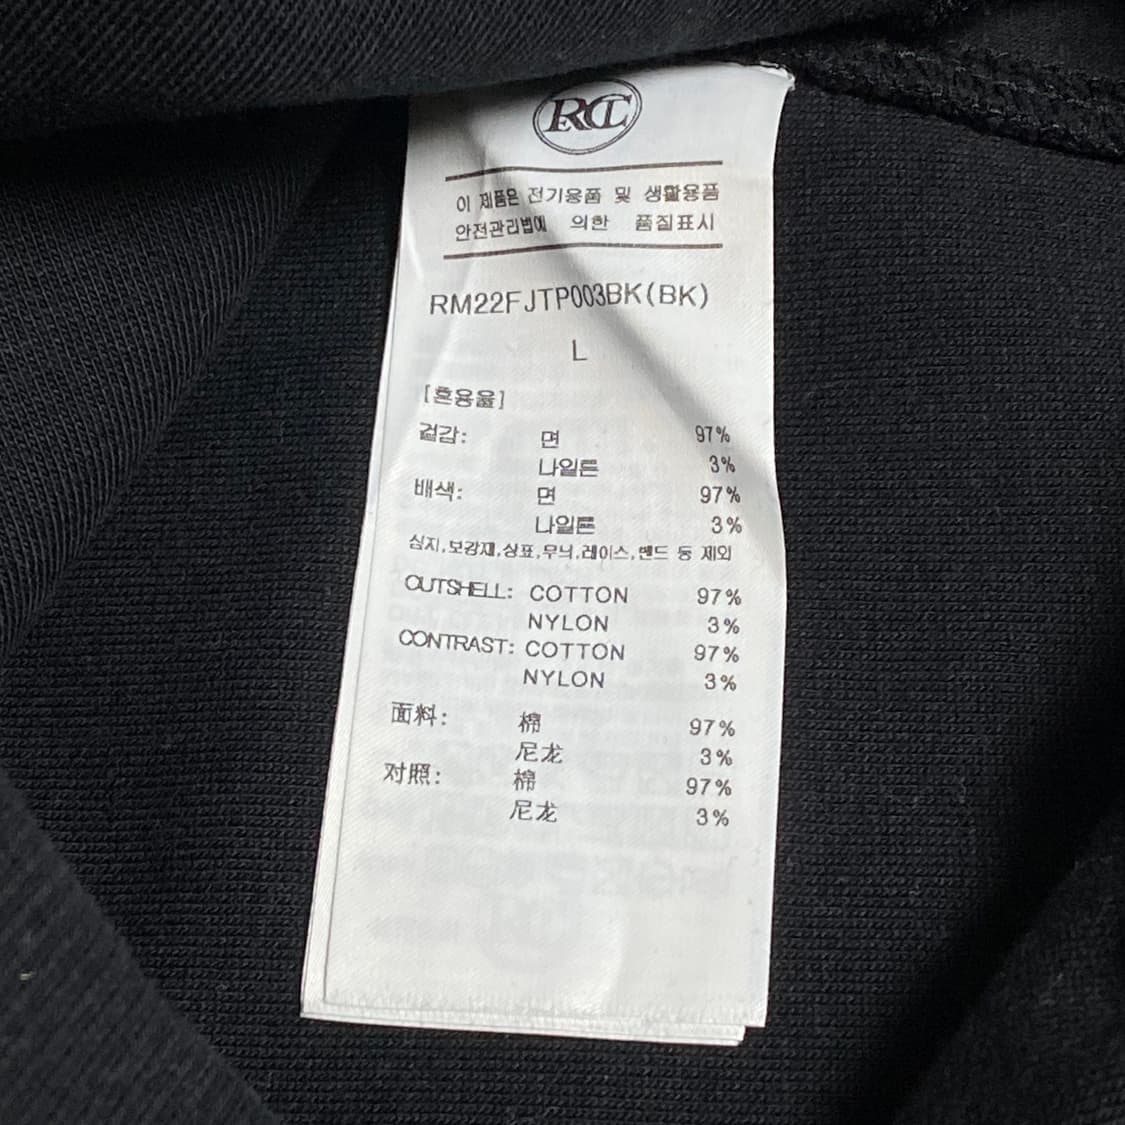 RCT
이 제품은 전기용품 및 생활용품
안전관리법에 의한 품질표시
RM22FJTP003BK(BK)
L
[혼용율]
겉감: 면 97%
나일론 3%
배색: 면 97%
나일론 3%
심지,보강재,상표,무늬,레이스,밴드 등 제외
OUTSHELL: COTTON 97%
NYLON 3%
CONTRAST: COTTON 97%
NYLON 3%
面料: 棉 97%
尼龙 3%
对照: 棉 97%
尼龙 3%